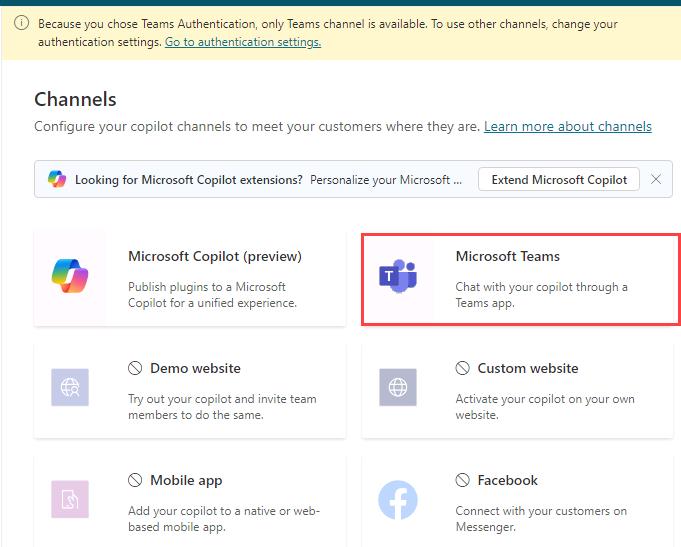 Because you chose Teams Authentication, only Teams channel is available. To use other channels, change your
authentication settings. Go to authentication settings.
Channels
Configure your copilot channels to meet your customers where they are. Learn more about channels
Looking for Microsoft Copilot extensions? Personalize your Microsoft ... Extend Microsoft Copilot
Microsoft Copilot (preview)
Publish plugins to a Microsoft
Copilot for a unified experience.
Microsoft Teams
Chat with your copilot through a
Teams app.
Demo website
Try out your copilot and invite team
members to do the same.
Custom website
Activate your copilot on your own
website.
Mobile app
Add your copilot to a native or web-
based mobile app.
Facebook
Connect with your customers on
Messenger.